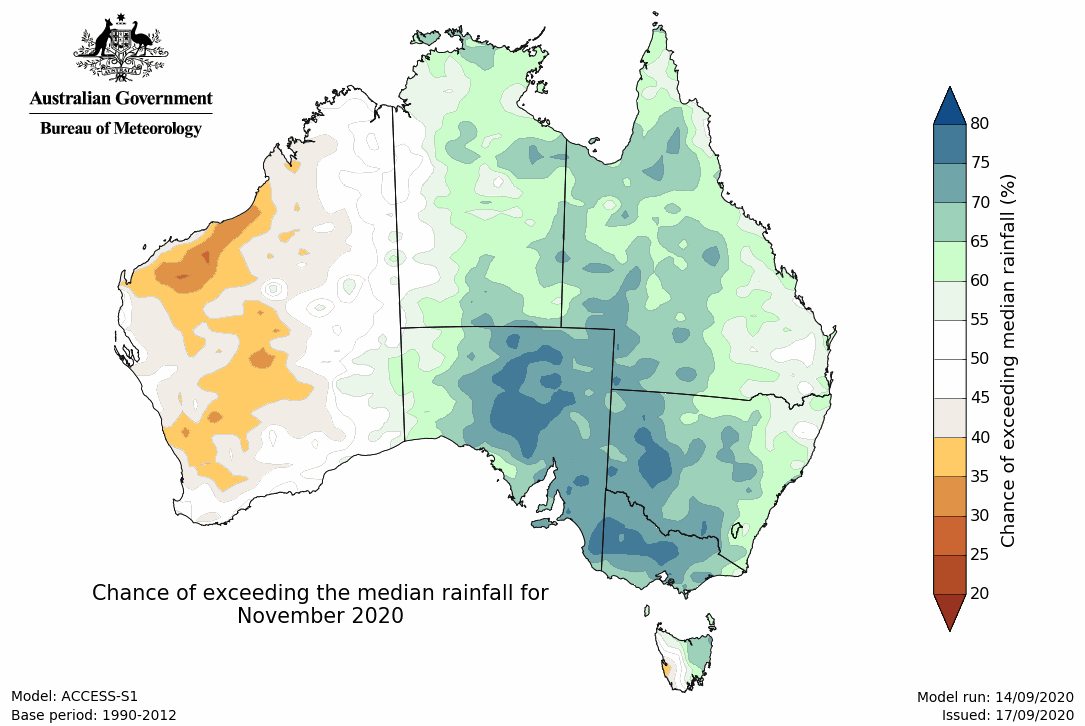 AUSTRALIA
Australian Government
Bureau of Meteorology
80
75
70
65
60
55
50
45
40
35
30
25
20
Chance of exceeding median rainfall (%)
Chance of exceeding the median rainfall for
November 2020
Model: ACCESS-S1
Base period: 1990-2012
Model run: 14/09/2020
Issued: 17/09/2020